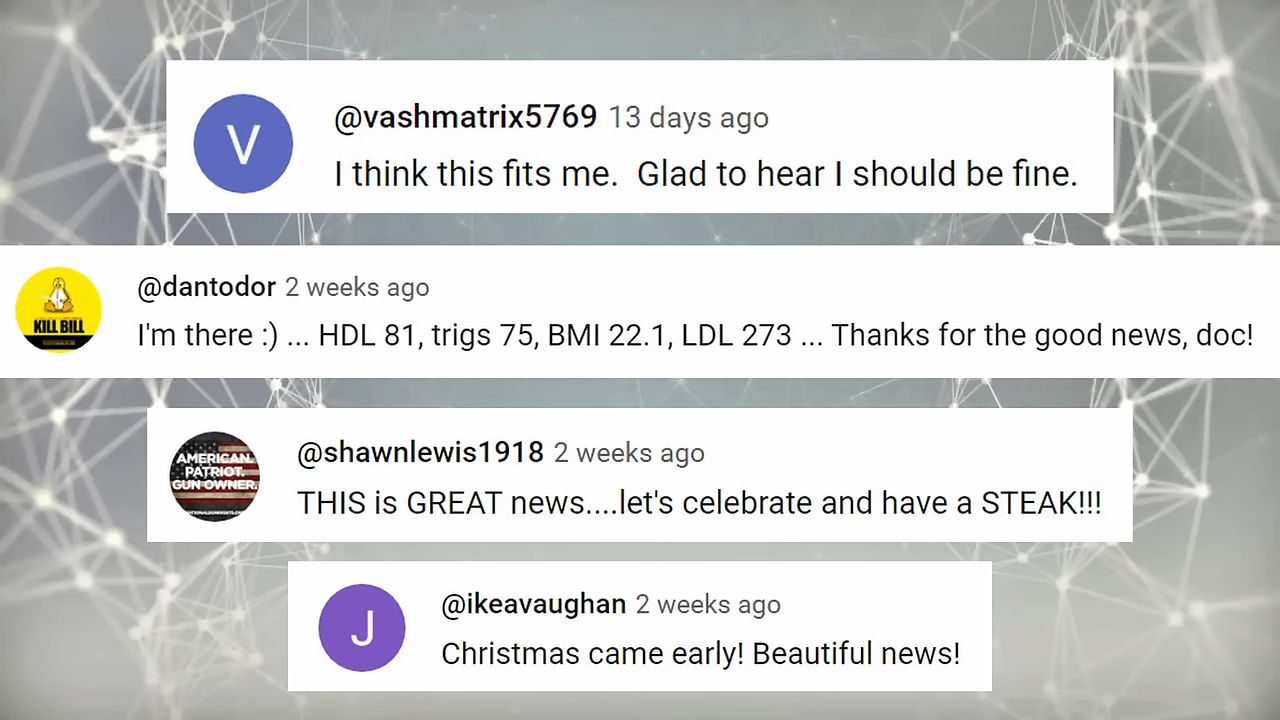 V
@vashmatrix5769 13 days ago
I think this fits me.  Glad to hear I should be fine.
@dantodor 2 weeks ago
KILL BILL
I'm there :) ... HDL 81, trigs 75, BMI 22.1, LDL 273 ... Thanks for the good news, doc!
@shawnlewis1918 2 weeks ago
AMERICAN.
PATRIOT.
GUN OWNER.
THIS is GREAT news....let's celebrate and have a STEAK!!!
J
@ikeavaughan 2 weeks ago
Christmas came early! Beautiful news!